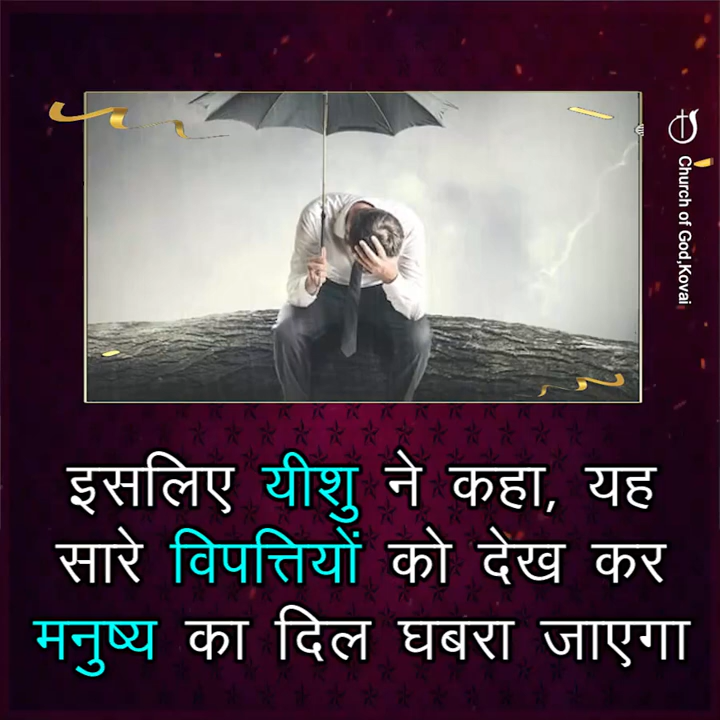 Church of God,Kovai
इसलिए यीशु ने कहा, यह
सारे विपत्तियों को देख कर
मनुष्य का दिल घबरा जाएगा